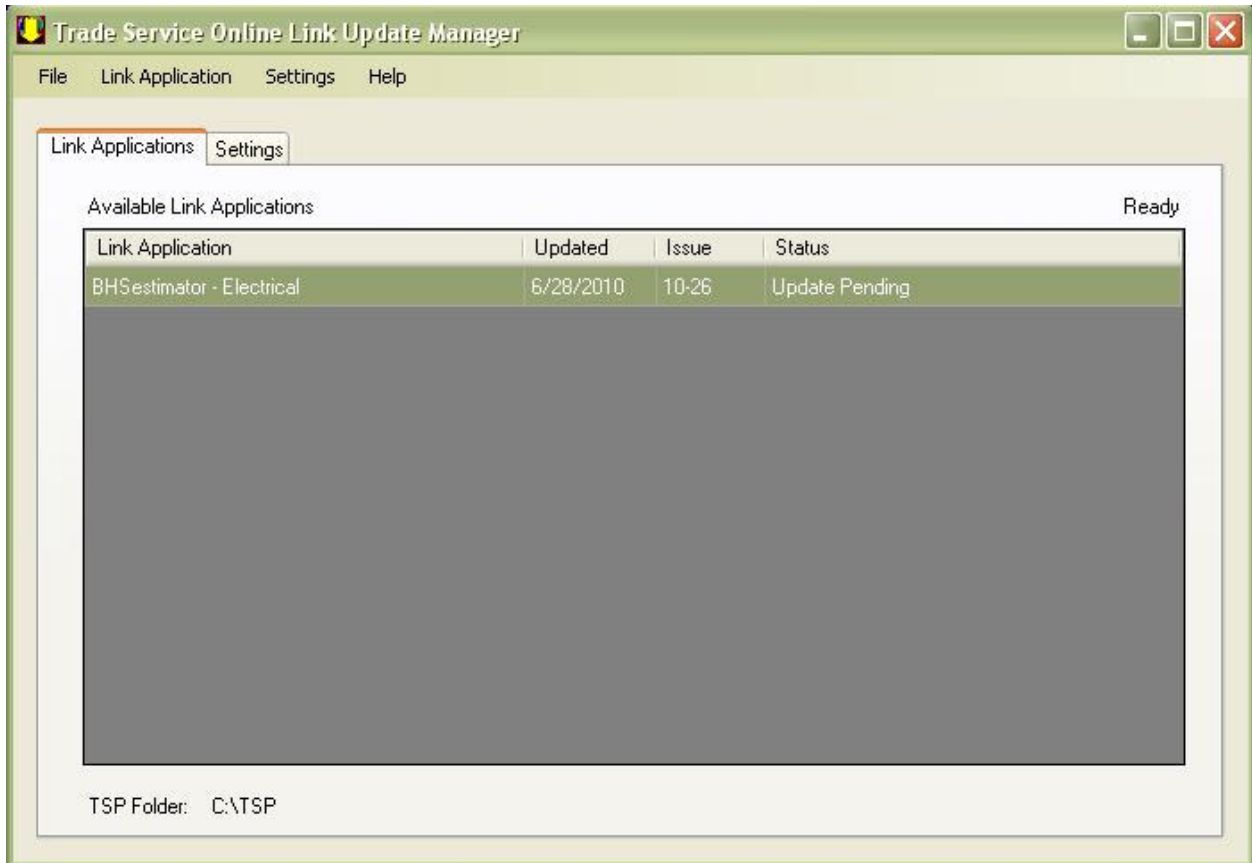 Trade Service Online Link Update Manager
File Link Application Settings Help
Link Applications Settings
Available Link Applications Ready
Link Application Updated Issue Status
BHSestimator - Electrical 6/28/2010 10-26 Update Pending
TSP Folder: C:\TSP